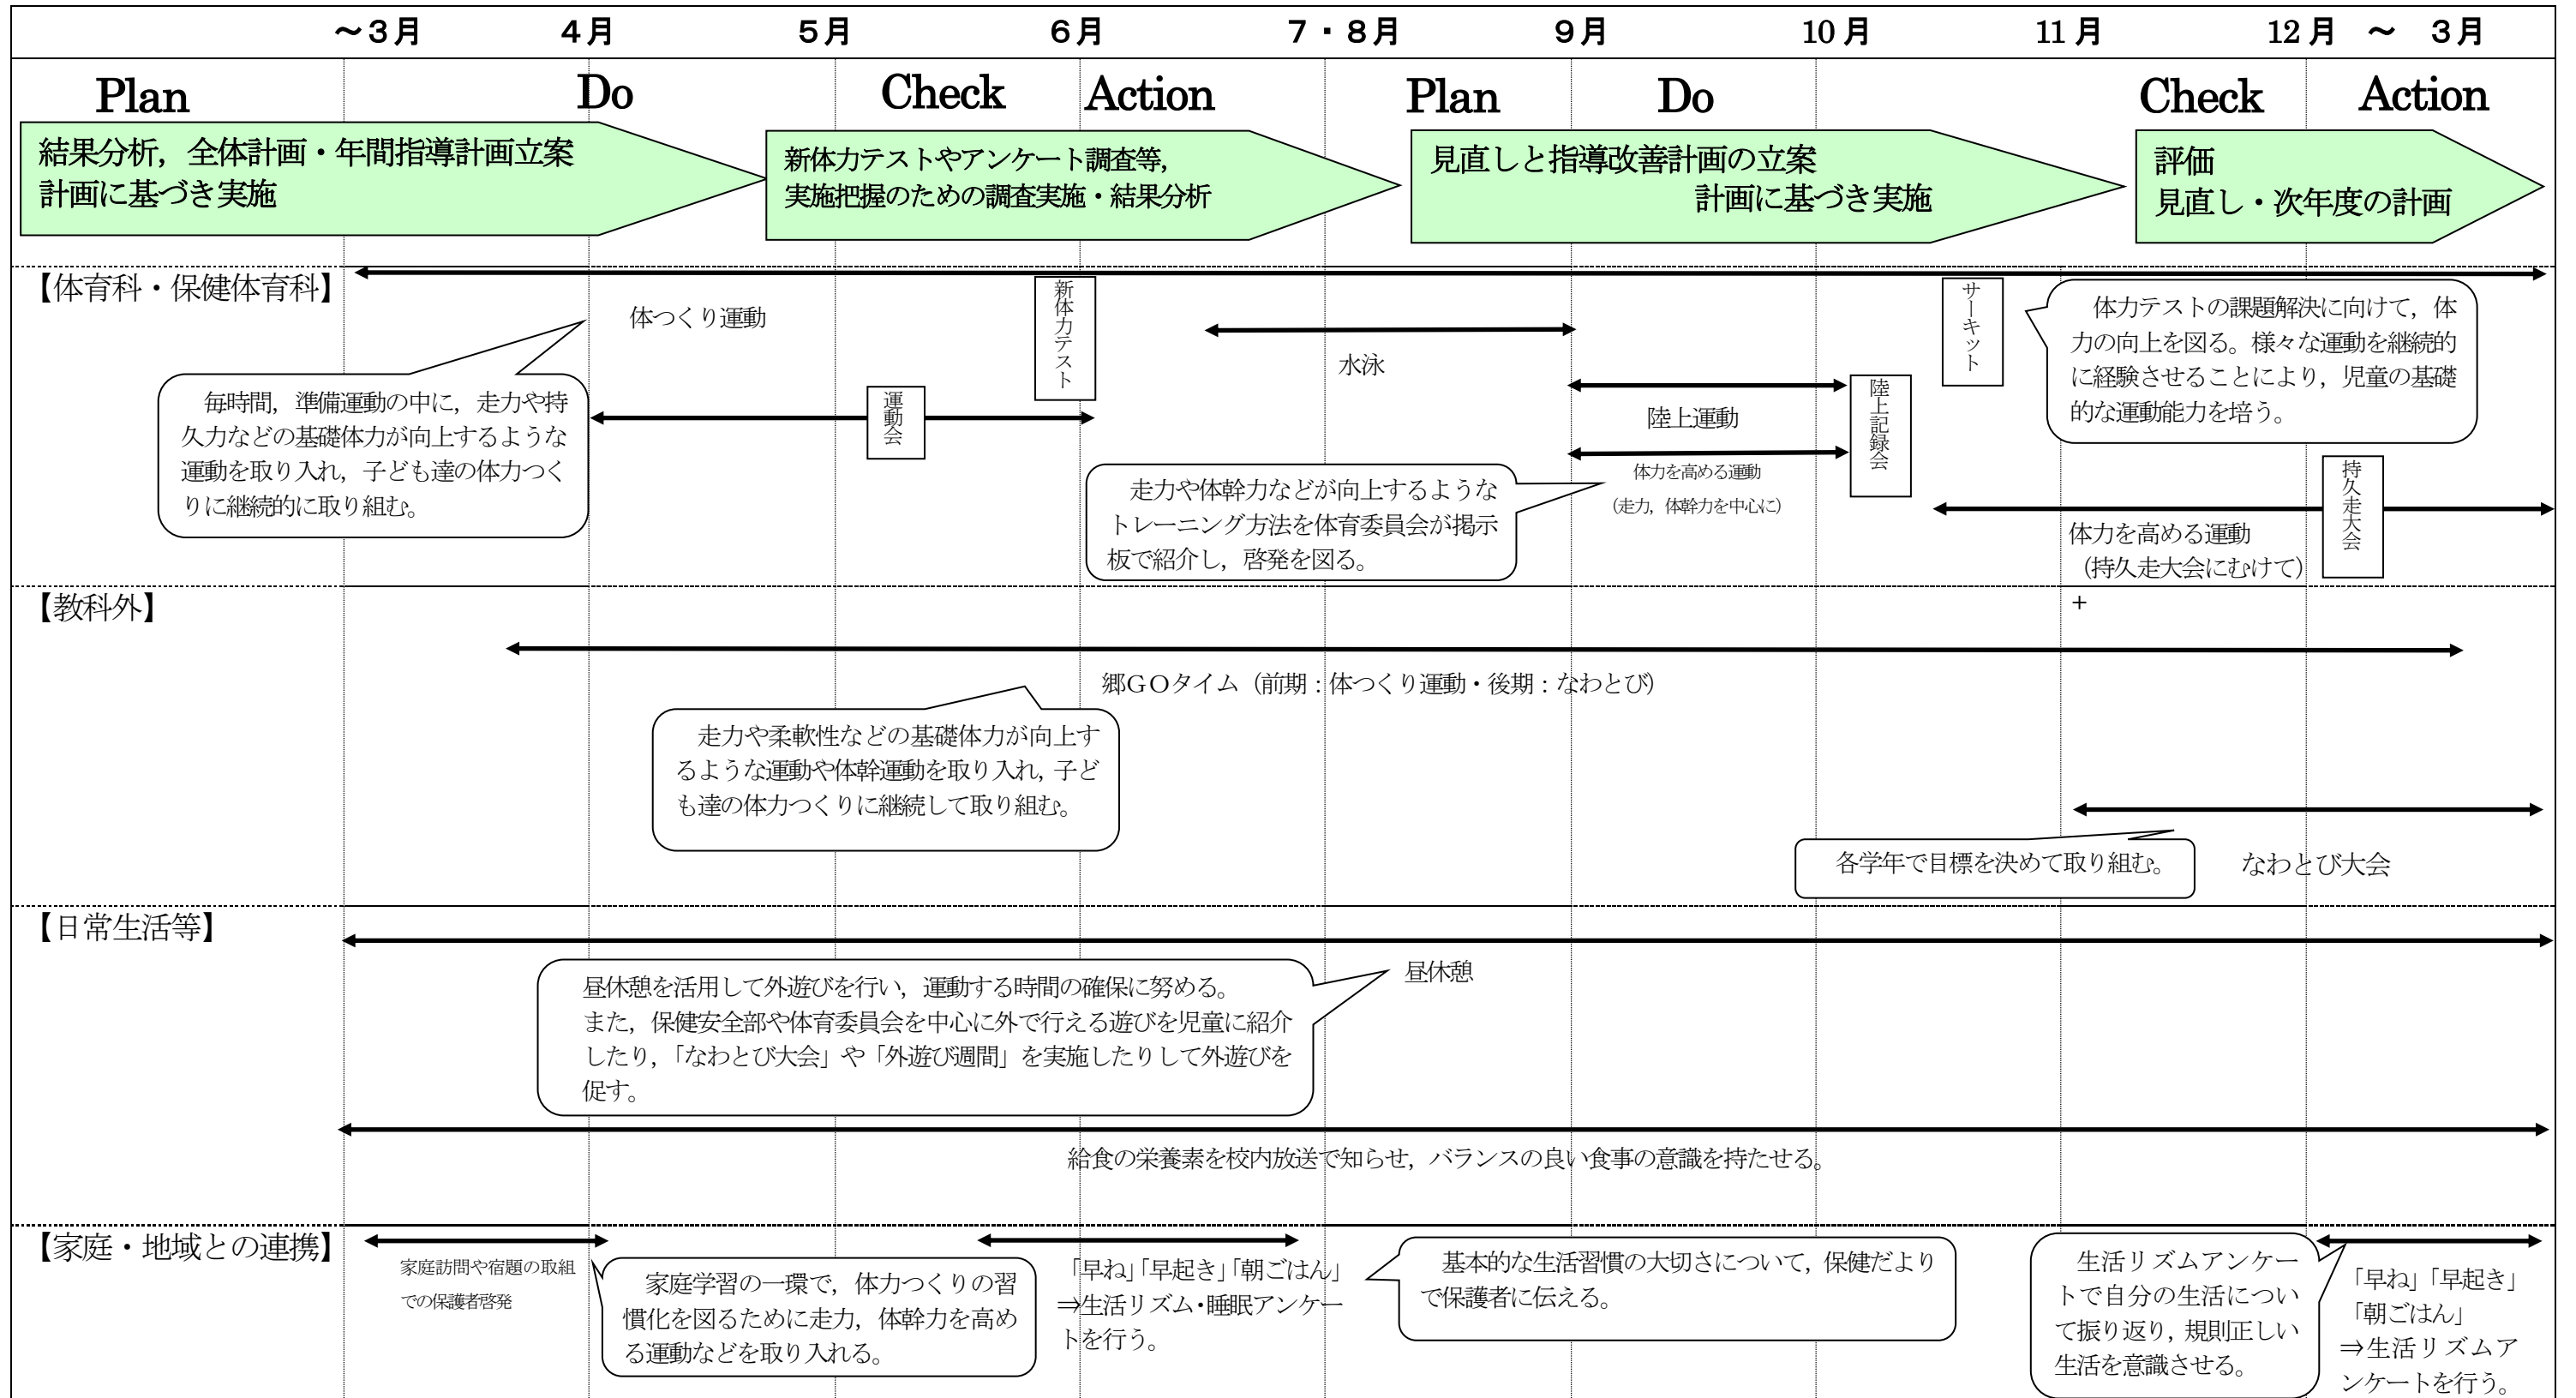 ～３月
４月
５月
６月
７・８月
９月
10 月
11 月
12 月　～　３月
Plan
Do
Check
Action
Plan
Do
Check
Action
結果分析，全体計画・年間指導計画立案
計画に基づき実施
新体力テストやアンケート調査等，
実施把握のための調査実施・結果分析
見直しと指導改善計画の立案
計画に基づき実施
評価
見直し・次年度の計画
【体育科・保健体育科】
体つくり運動
新体力テスト
水泳
サーキット
体力テストの課題解決に向けて，体
力の向上を図る。様々な運動を継続的
に経験させることにより，児童の基礎
的な運動能力を培う。
毎時間，準備運動の中に，走力や持
久力などの基礎体力が向上するような
運動を取り入れ，子ども達の体力つく
りに継続的に取り組む。
運動会
陸上運動
陸上記録会
体力を高める運動
（走力，体幹力を中心に）
走力や体幹力などが向上するような
トレーニング方法を体育委員会が掲示
板で紹介し，啓発を図る。
持久走大会
体力を高める運動
（持久走大会にむけて）
【教科外】
+
郷ＧＯタイム（前期：体つくり運動・後期：なわとび）
走力や柔軟性などの基礎体力が向上す
るような運動や体幹運動を取り入れ，子ど
も達の体力つくりに継続して取り組む。
各学年で目標を決めて取り組む。
なわとび大会
【日常生活等】
昼休憩
昼休憩を活用して外遊びを行い，運動する時間の確保に努める。
また，保健安全部や体育委員会を中心に外で行える遊びを児童に紹介
したり，「なわとび大会」や「外遊び週間」を実施したりして外遊びを
促す。
給食の栄養素を校内放送で知らせ，バランスの良い食事の意識を持たせる。
【家庭・地域との連携】
家庭訪問や宿題の取組
での保護者啓発
家庭学習の一環で，体力つくりの習
慣化を図るために走力，体幹力を高め
る運動などを取り入れる。
「早ね」「早起き」「朝ごはん」
⇒生活リズム・睡眠アンケー
トを行う。
基本的な生活習慣の大切さについて，保健だより
で保護者に伝える。
生活リズムアンケー
トで自分の生活につい
て振り返り，規則正しい
生活を意識させる。
「早ね」「早起き」
「朝ごはん」
⇒生活リズムア
ンケートを行う。